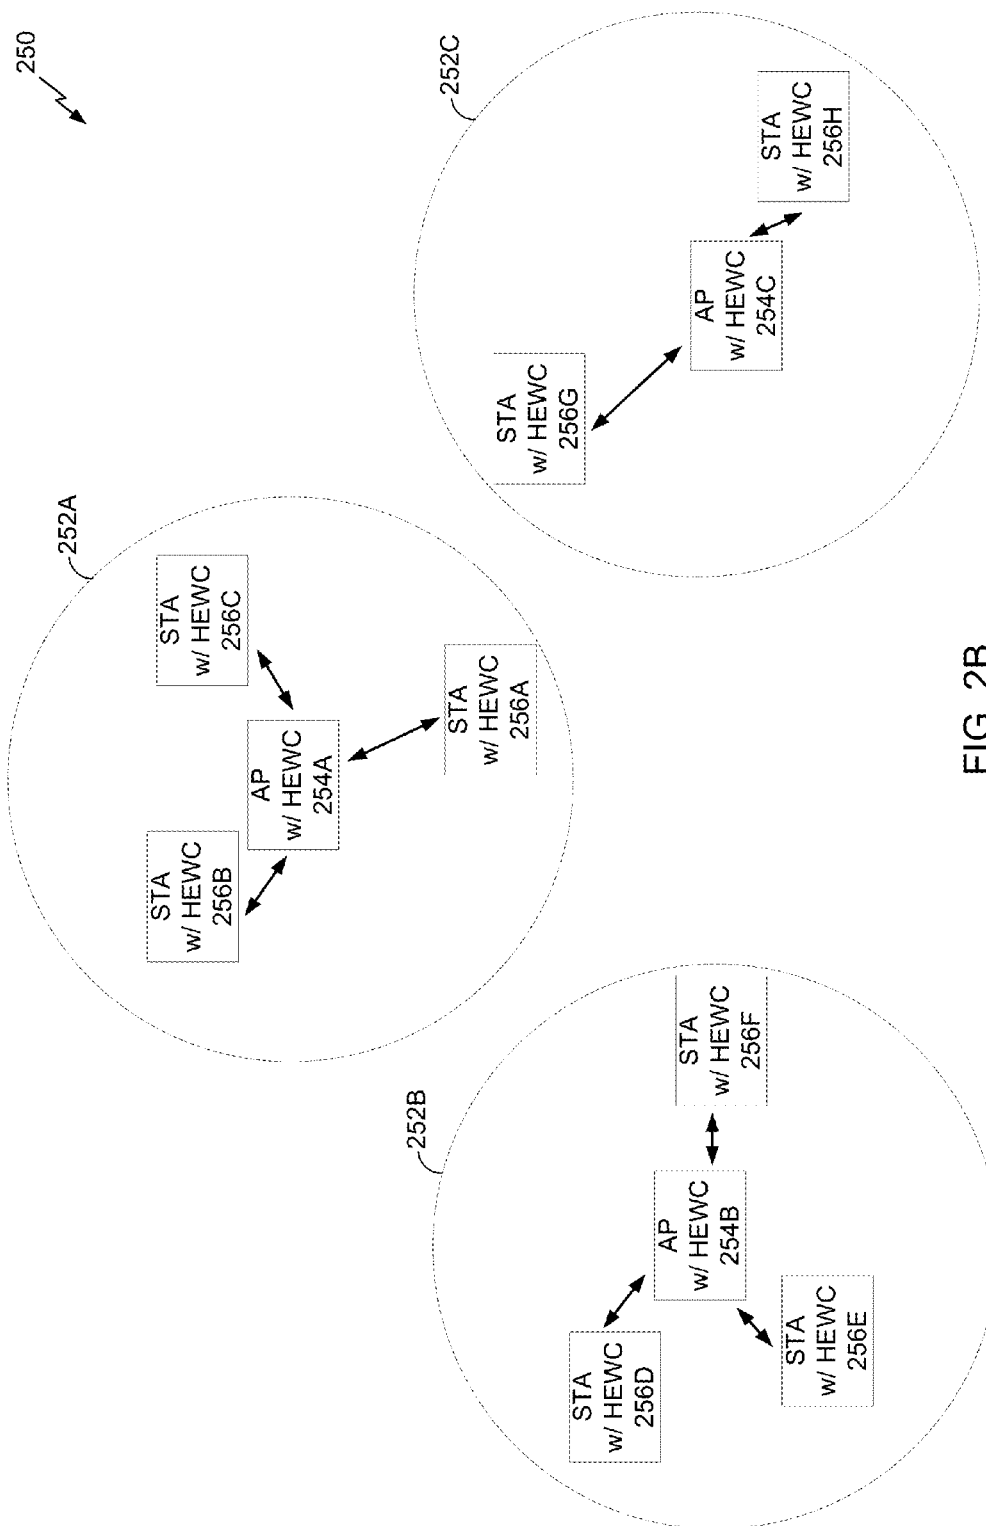 250
252A
STA
w/ HEWC
256B
STA
w/ HEWC
256C
AP
w/ HEWC
254A
STA
w/ HEWC
256A
252B
STA
w/ HEWC
256D
AP
w/ HEWC
254B
STA
w/ HEWC
256F
STA
w/ HEWC
256E
252C
STA
w/ HEWC
256G
AP
w/ HEWC
254C
STA
w/ HEWC
256H
FIG. 2B